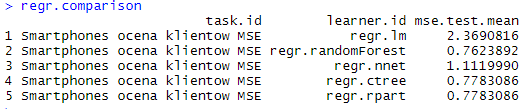 > regr.comparison
task.id learner.id mse.test.mean
1 Smartphones ocena klientow MSE regr.lm 2.3690816
2 Smartphones ocena klientow MSE regr.randomForest 0.7623892
3 Smartphones ocena klientow MSE regr.nnet 1.1119990
4 Smartphones ocena klientow MSE regr.ctree 0.7783086
5 Smartphones ocena klientow MSE regr.rpart 0.7783086